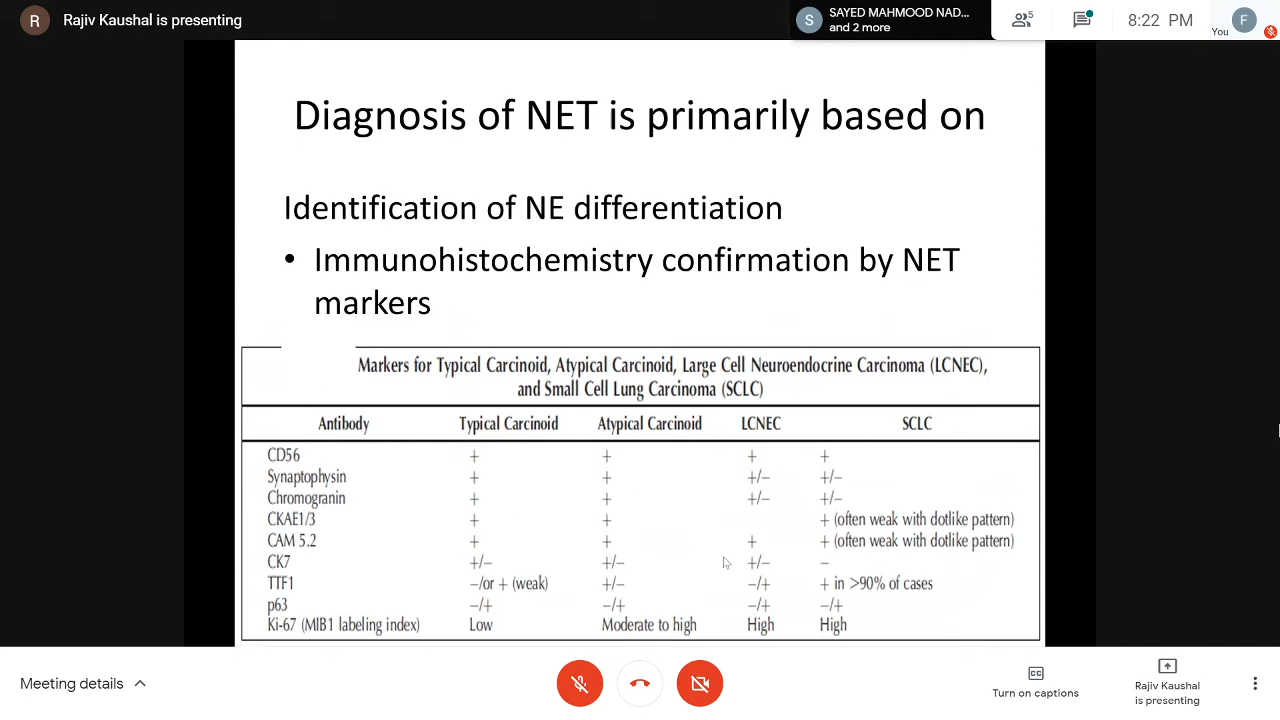 R Rajiv Kaushal is presenting
S SAYED MAHMOOD NAD...
and 2 more
5
8:22 PM
You
F
Diagnosis of NET is primarily based on
Identification of NE differentiation
• Immunohistochemistry confirmation by NET
markers
Markers for Typical Carcinoid, Atypical Carcinoid, Large Cell Neuroendocrine Carcinoma (LCNEC),
and Small Cell Lung Carcinoma (SCLC)
Antibody Typical Carcinoid Atypical Carcinoid LCNEC SCLC
CD56 + + + +
Synaptophysin + + +/– +/–
Chromogranin + + +/– +/–
CKAE1/3 + + + (often weak with dotlike pattern)
CAM 5.2 + + + + (often weak with dotlike pattern)
CK7 +/– +/– +/– –
TTF1 –/or + (weak) +/– –/+ + in >90% of cases
p63 –/+ –/+ –/+ –/+
Ki-67 (MIB1 labeling index) Low Moderate to high High High
Meeting details
CC
Turn on captions
Rajiv Kaushal
is presenting